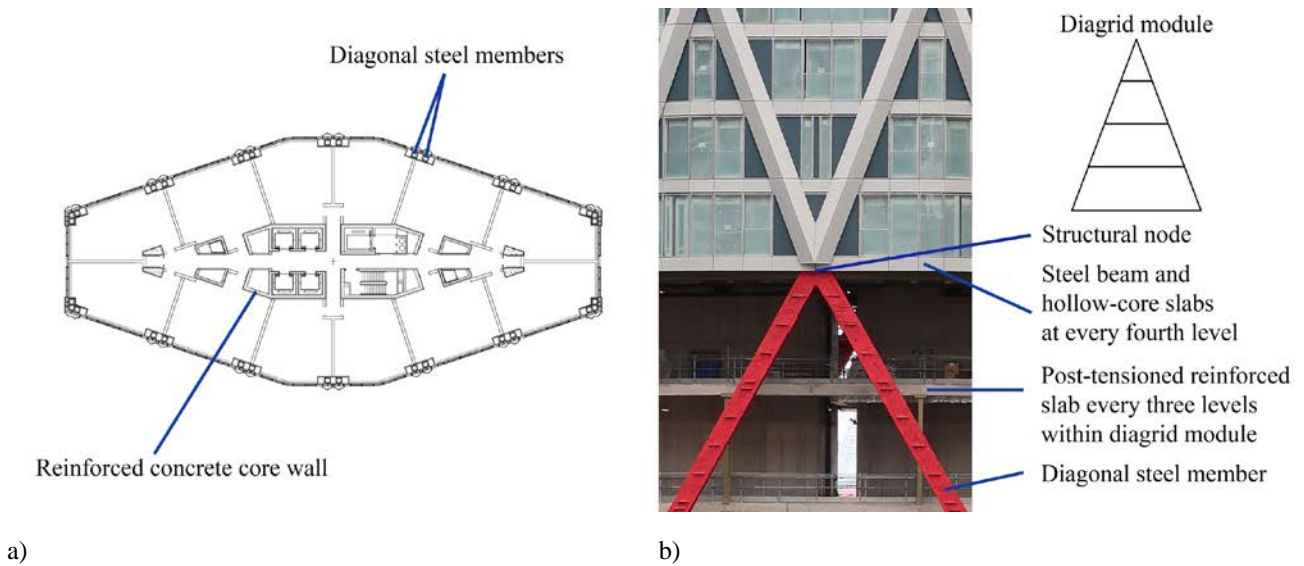 Diagonal steel members
Reinforced concrete core wall
a)
Diagrid module
Structural node
Steel beam and
hollow-core slabs
at every fourth level
Post-tensioned reinforced
slab every three levels
within diagrid module
Diagonal steel member
b)